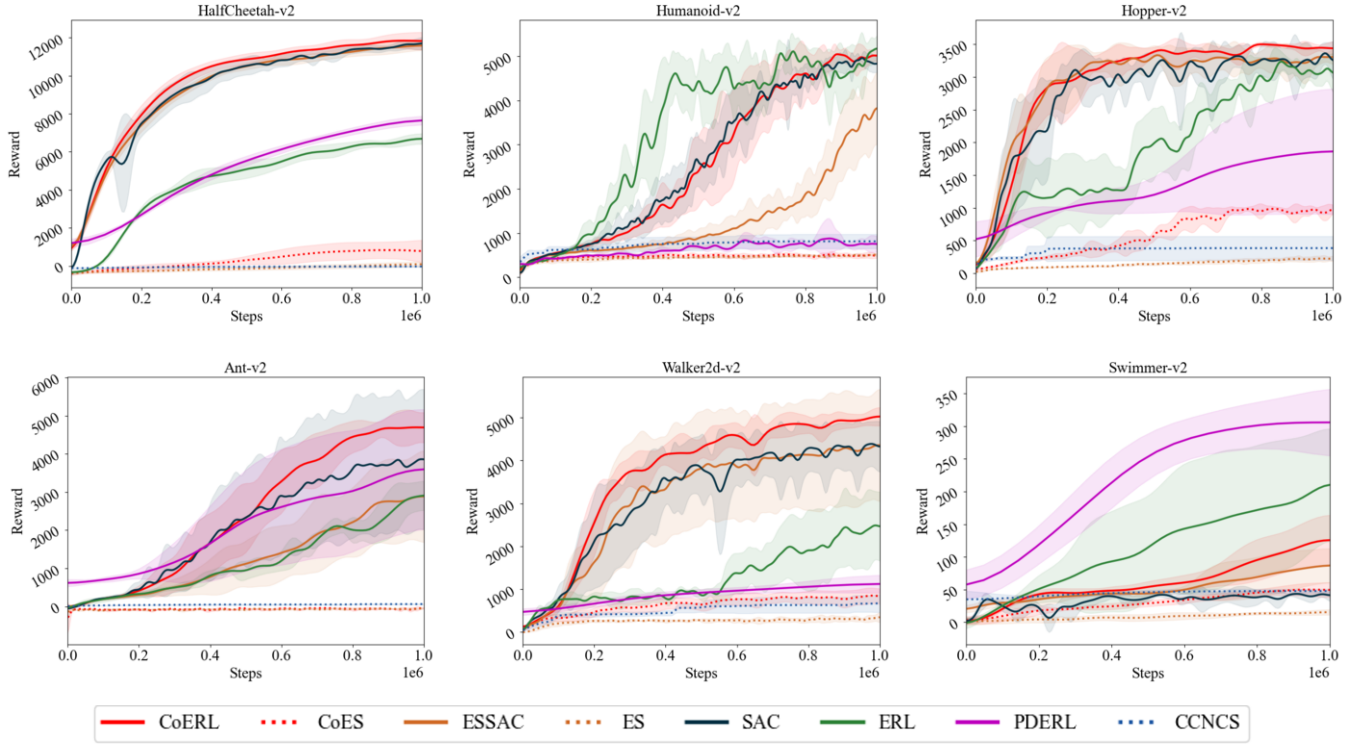 HalfCheetah-v2
Reward
12000
10000
8000
6000
4000
2000
0
0.0 0.2 0.4 0.6 0.8 1.0
Steps 1e6
Humanoid-v2
Reward
5000
4000
3000
2000
1000
0
0.0 0.2 0.4 0.6 0.8 1.0
Steps 1e6
Hopper-v2
Reward
3500
3000
2500
2000
1500
1000
500
0
0.0 0.2 0.4 0.6 0.8 1.0
Steps 1e6
Ant-v2
Reward
6000
5000
4000
3000
2000
1000
0
0.0 0.2 0.4 0.6 0.8 1.0
Steps 1e6
Walker2d-v2
Reward
5000
4000
3000
2000
1000
0
0.0 0.2 0.4 0.6 0.8 1.0
Steps 1e6
Swimmer-v2
Reward
350
300
250
200
150
100
50
0
0.0 0.2 0.4 0.6 0.8 1.0
Steps 1e6
CoERL CoES ESSAC ES SAC ERL PDERL CCNCS